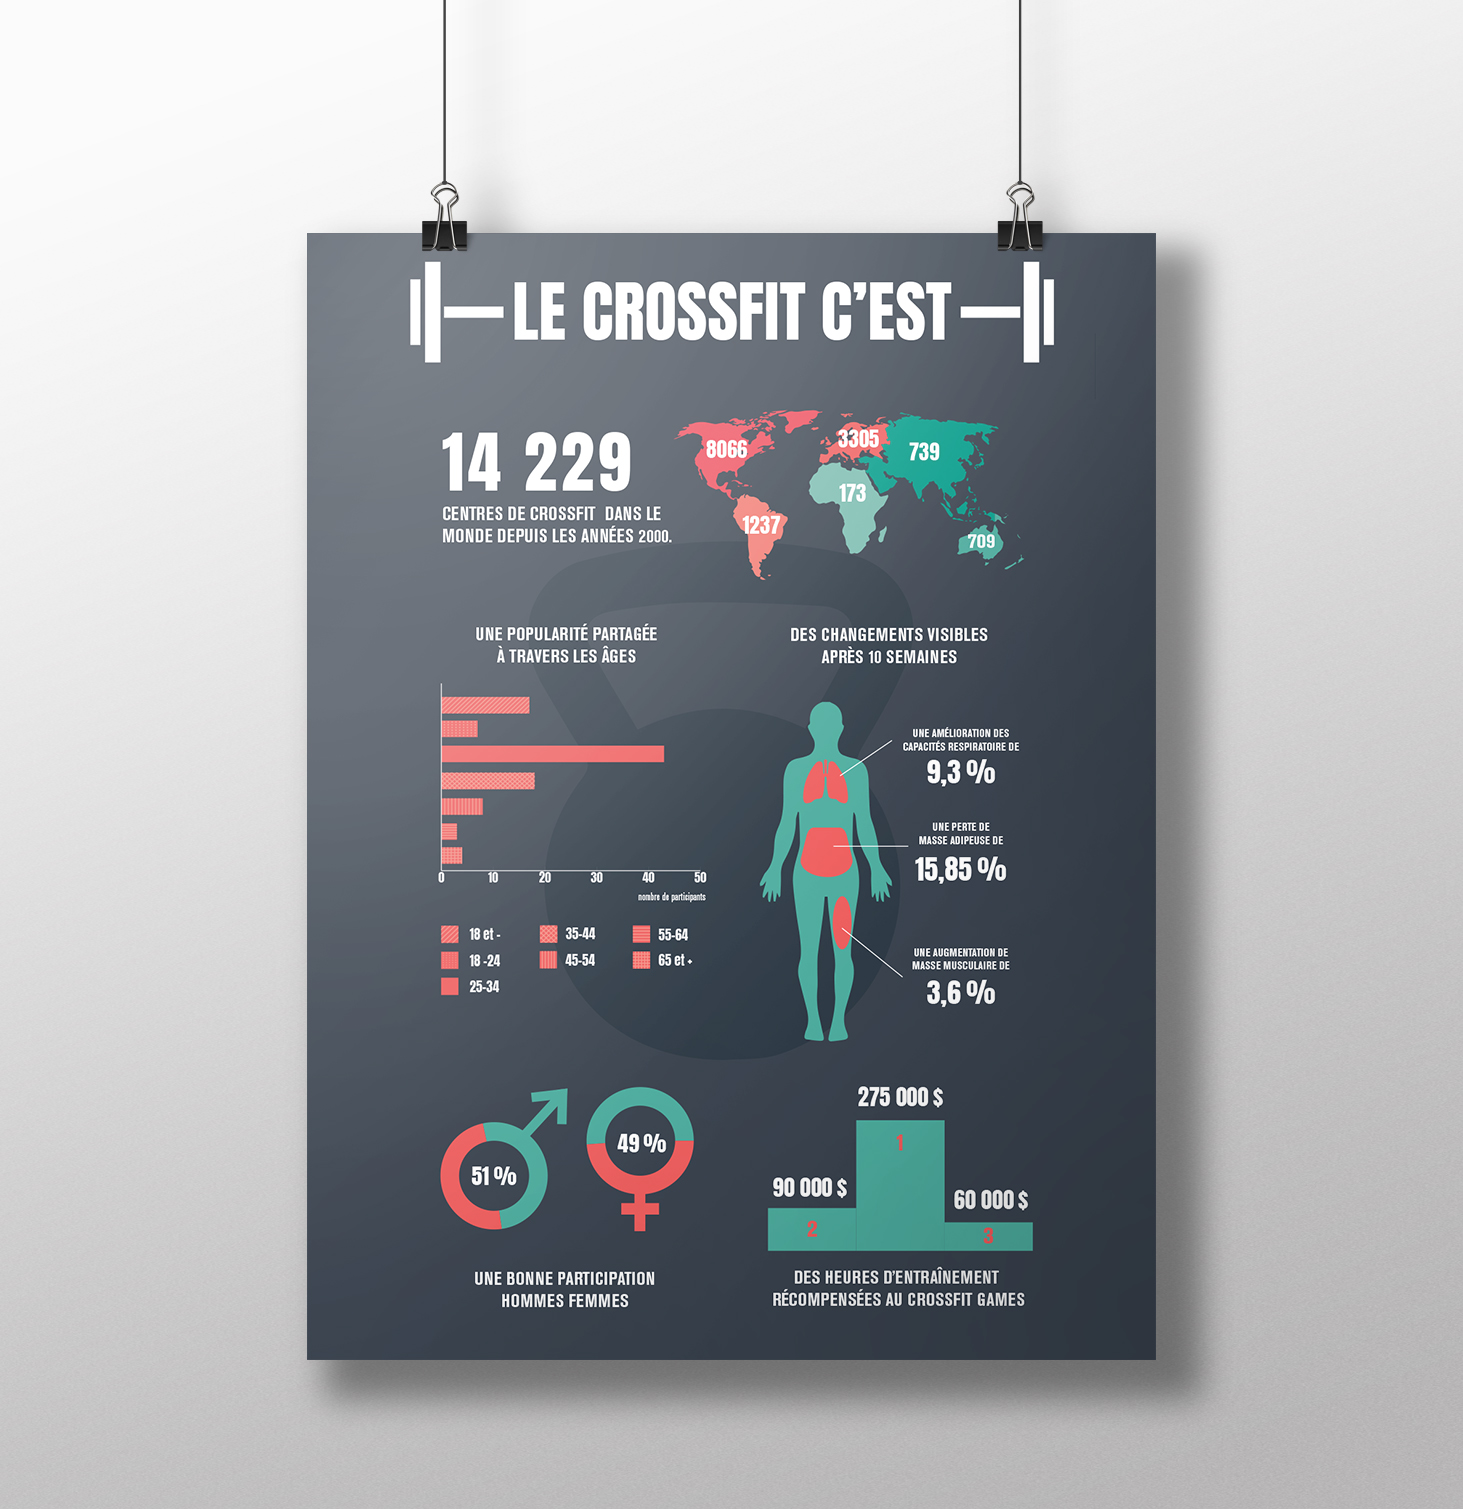 LE CROSSFIT C'EST
14 229
CENTRES DE CROSSFIT DANS LE
MONDE DEPUIS LES ANNÉES 2000.
8066
3305
739
173
1237
709
UNE POPULARITÉ PARTAGÉE
À TRAVERS LES ÂGES
0 10 20 30 40 50
nombre de participants
18 et -
35-44
55-64
18 -24
45-54
65 et +
25-34
DES CHANGEMENTS VISIBLES
APRÈS 10 SEMAINES
UNE AMÉLIORATION DES
CAPACITÉS RESPIRATOIRE DE
9,3 %
UNE PERTE DE
MASSE ADIPEUSE DE
15,85 %
UNE AUGMENTATION DE
MASSE MUSCULAIRE DE
3,6 %
51 %
49 %
UNE BONNE PARTICIPATION
HOMMES FEMMES
275 000 $
1
90 000 $
2
60 000 $
3
DES HEURES D'ENTRAÎNEMENT
RÉCOMPENSÉES AU CROSSFIT GAMES